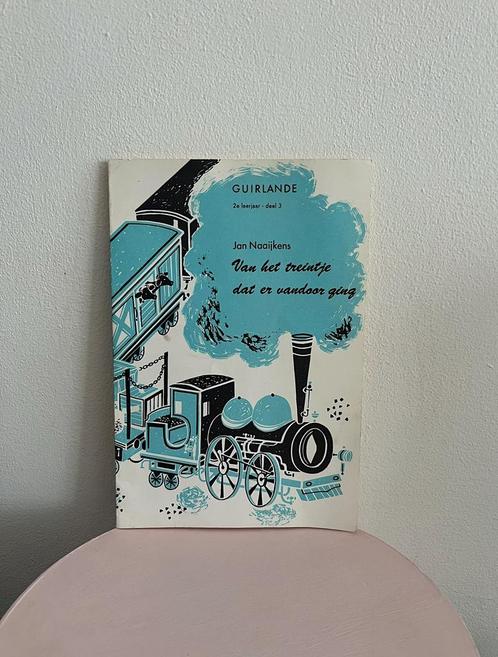 GUIRLANDE
2e leerjaar - deel 3
Jan Naaijkens
Van het treintje
dat er vandoor ging